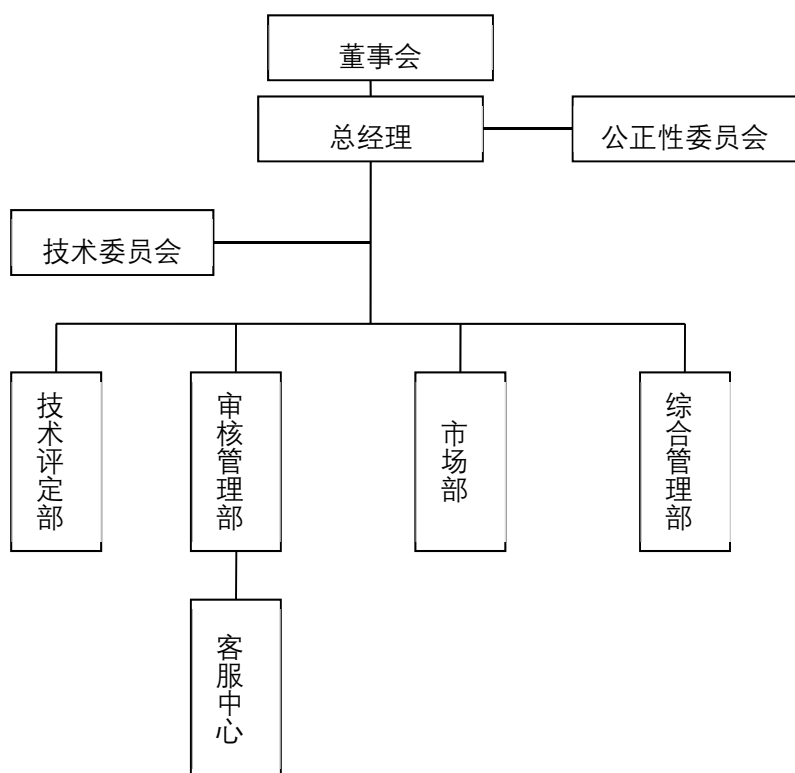 董事会
总经理
公正性委员会
技术委员会
技术评定部
审核管理部
市场部
综合管理部
客服中心